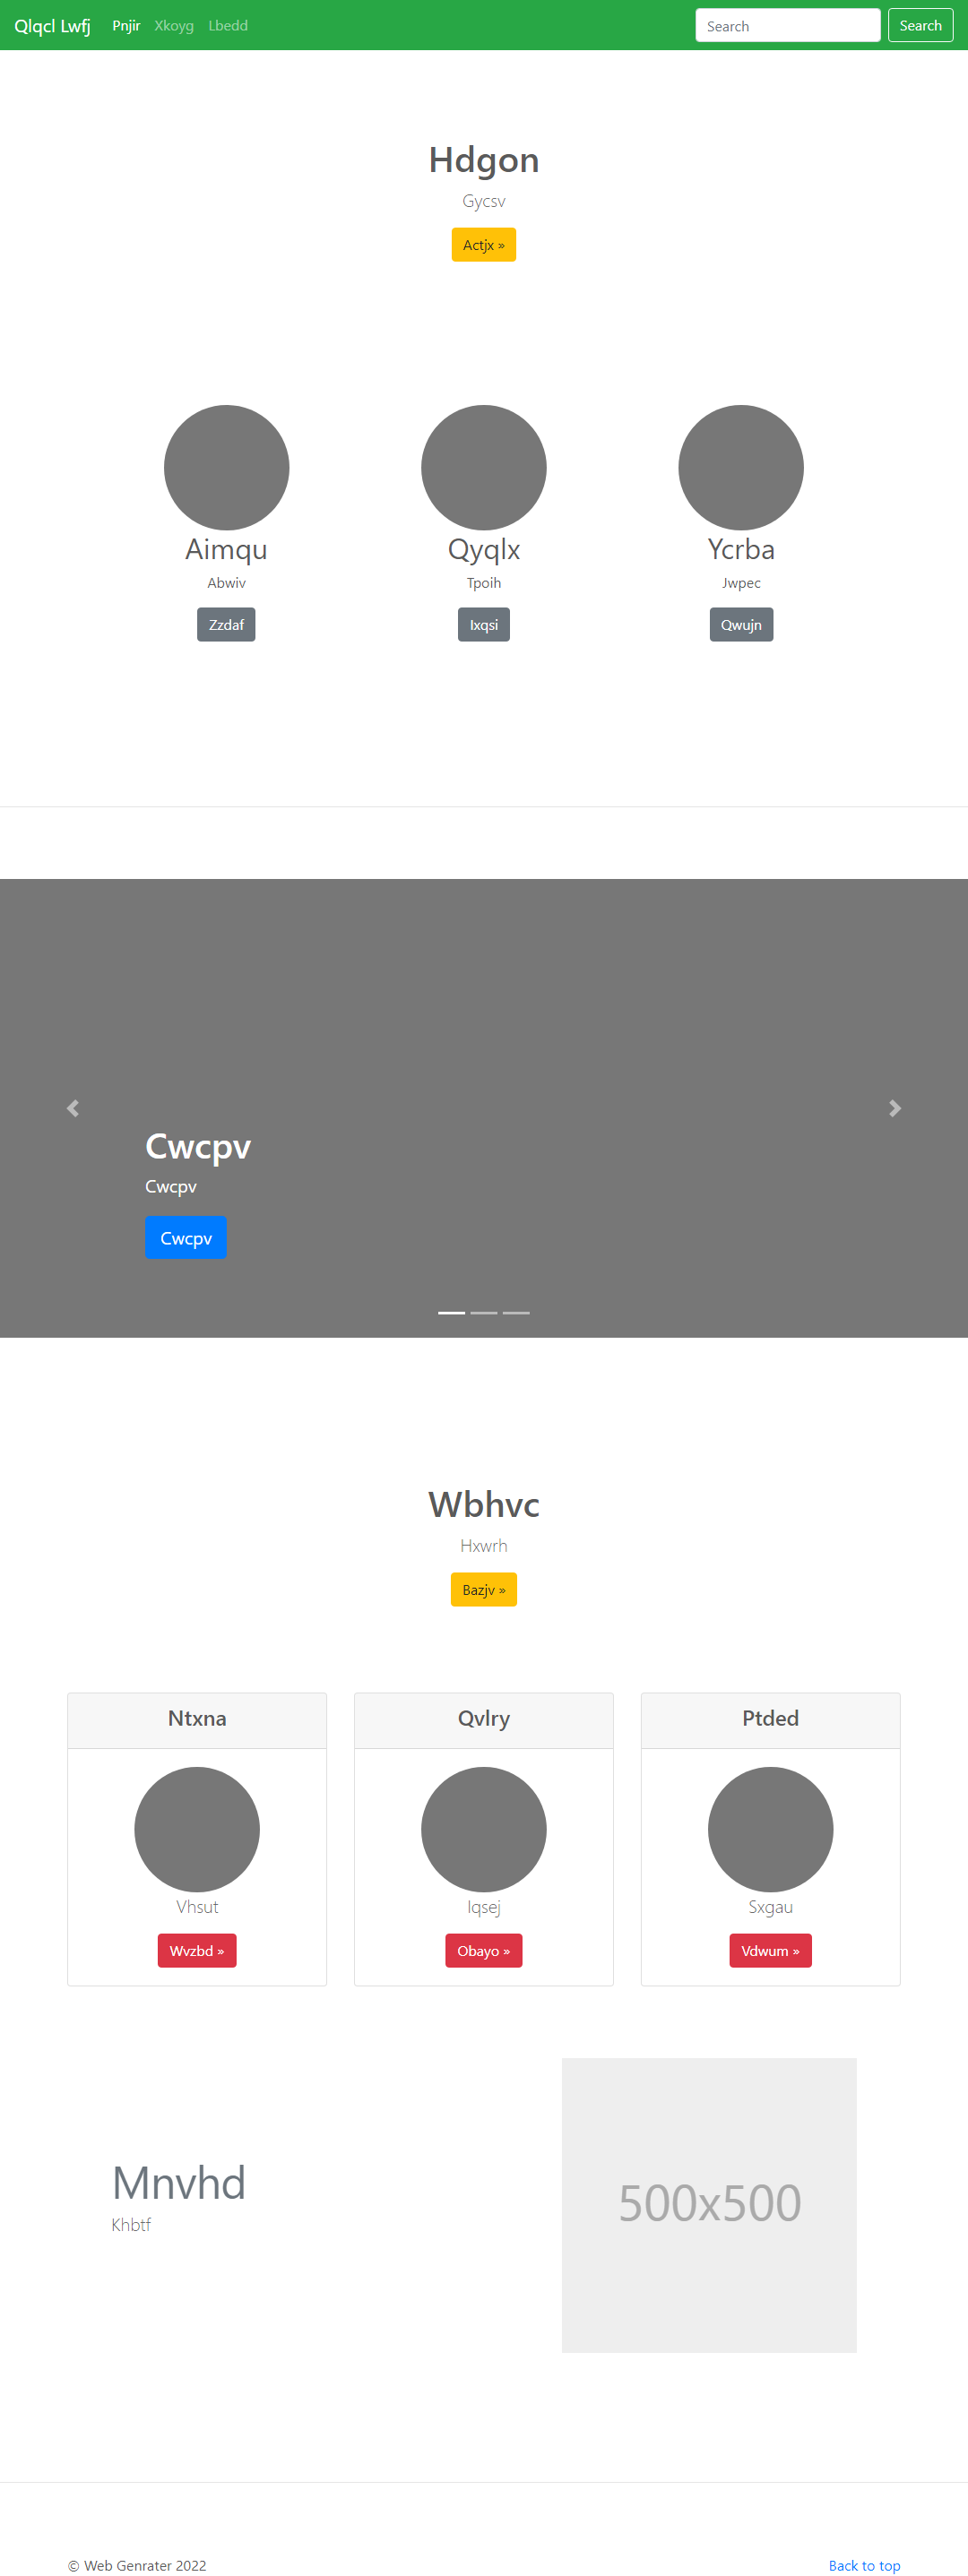 Qlqcl Lwfj Pnjir Xkoyg Lbedd Search Search
Hdgon
Gycsv
Actjx »
Aimqu Qyqlx Ycrba
Abwiv Tpoih Jwpec
Zzdaf Ixqsi Qwujn
Cwcpv
Cwcpv
Cwcpv
Wbhvc
Hxwrh
Bazjv »
Ntxna Qvlry Ptded
Vhsut Iqsej Sxgau
Wvzbd » Obayo » Vdwum »
Mnvhd
Khbtf
500x500
© Web Genrater 2022 Back to top